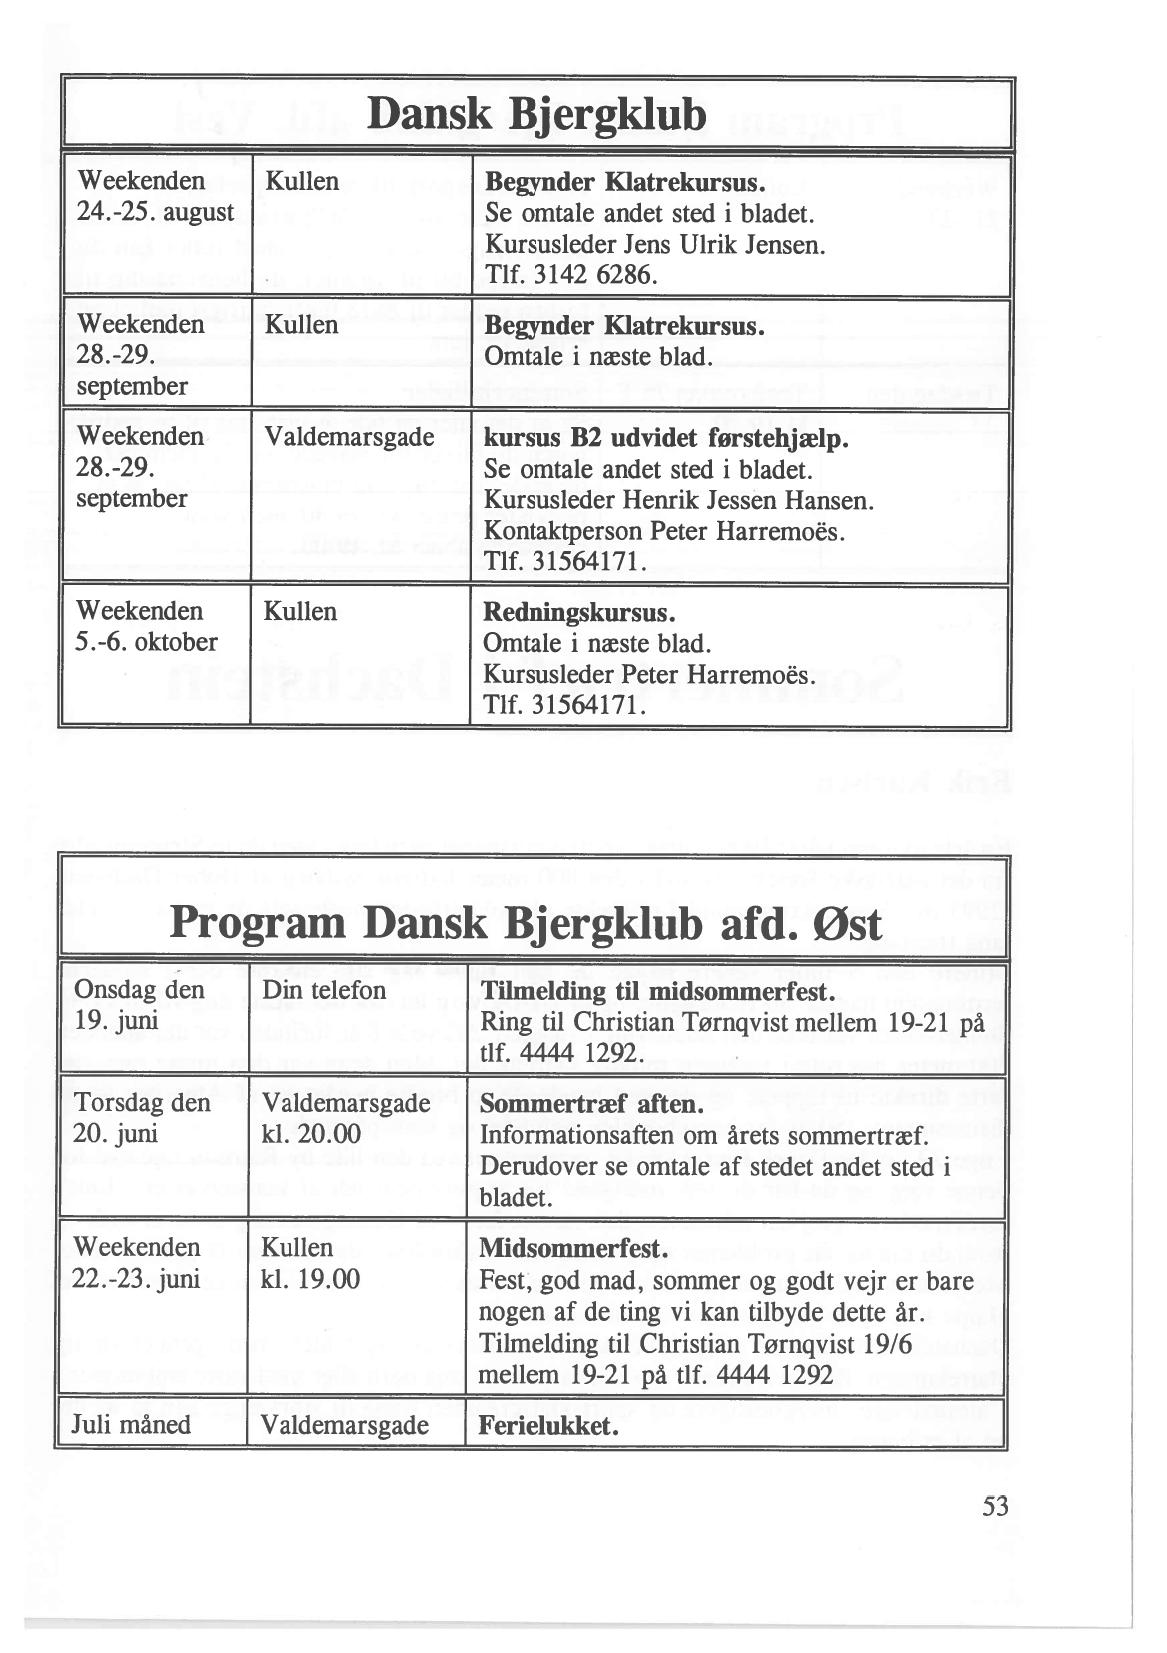 Dansk Bjergklub
Weekenden
24.-25. august
Kullen
Begynder Klatrekursus.
Se omtale andet sted i bladet.
Kursusleder Jens Ulrik Jensen.
Tlf. 3142 6286.
Weekenden
28.-29.
september
Kullen
Begynder Klatrekursus.
Omtale i næste blad.
Weekenden
28.-29.
september
Valdemarsgade
kursus B2 udvidet førstehjælp.
Se omtale andet sted i bladet.
Kursusleder Henrik Jessen Hansen.
Kontaktperson Peter Harremoës.
Tlf. 31564171.
Weekenden
5.-6. oktober
Kullen
Redningskursus.
Omtale i næste blad.
Kursusleder Peter Harremoës.
Tlf. 31564171.
Program Dansk Bjergklub afd. Øst
Onsdag den
19. juni
Din telefon
Tilmelding til midsommerfest.
Ring til Christian Tørnqvist mellem 19-21 på
tlf. 4444 1292.
Torsdag den
20. juni
Valdemarsgade
kl. 20.00
Sommertræf aften.
Informationsaften om årets sommertræf.
Derudover se omtale af stedet andet sted i
bladet.
Weekenden
22.-23. juni
Kullen
kl. 19.00
Midsommerfest.
Fest, god mad, sommer og godt vejr er bare
nogen af de ting vi kan tilbyde dette år.
Tilmelding til Christian Tørnqvist 19/6
mellem 19-21 på tlf. 4444 1292
Juli måned
Valdemarsgade
Ferielukket.
53